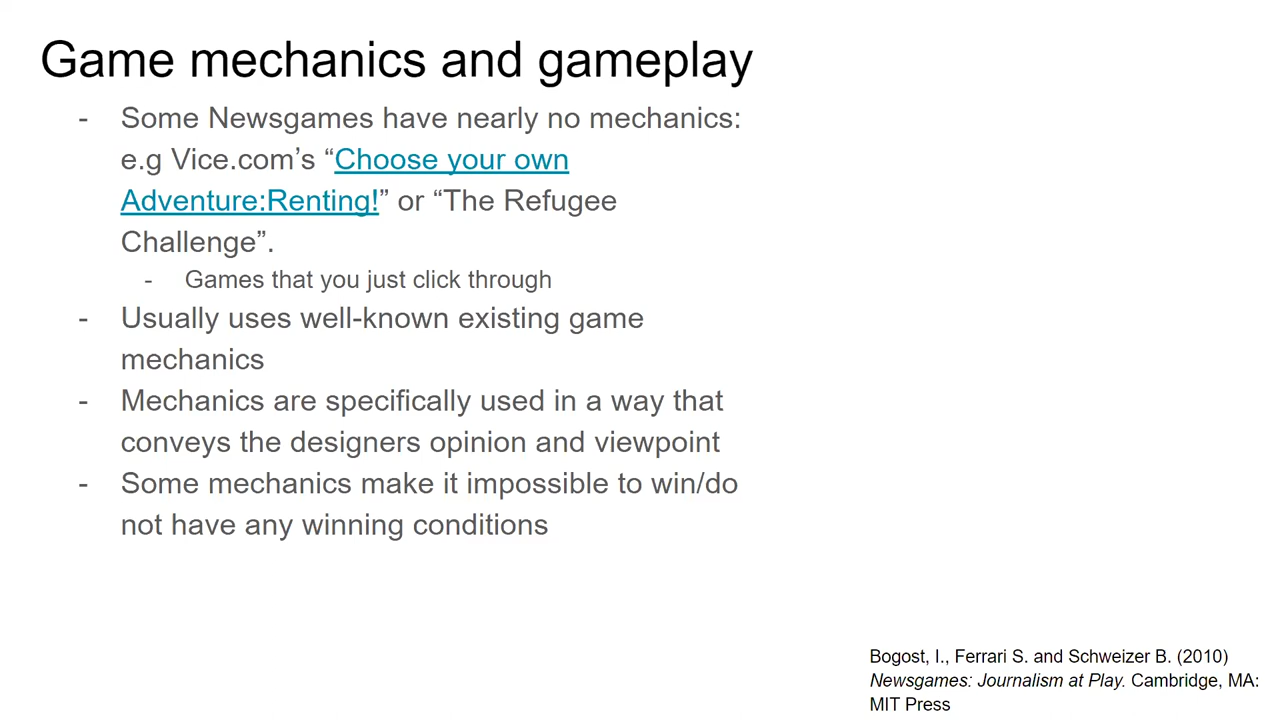 Game mechanics and gameplay
- Some Newsgames have nearly no mechanics:
e.g Vice.com’s “Choose your own
Adventure:Renting!” or “The Refugee
Challenge”.
- Games that you just click through
- Usually uses well-known existing game
mechanics
- Mechanics are specifically used in a way that
conveys the designers opinion and viewpoint
- Some mechanics make it impossible to win/do
not have any winning conditions
Bogost, I., Ferrari S. and Schweizer B. (2010)
Newsgames: Journalism at Play. Cambridge, MA:
MIT Press